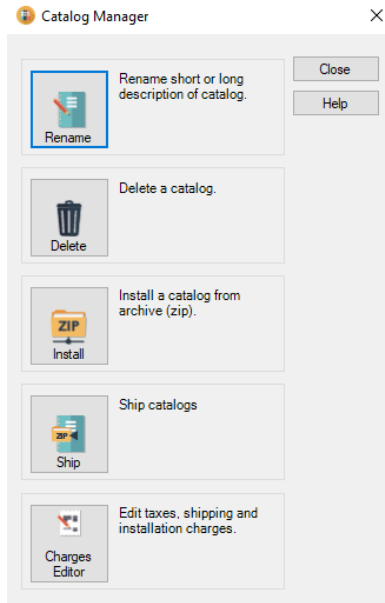 Catalog Manager
Rename short or long
description of catalog.
Rename
Close
Help
Delete a catalog.
Delete
Install a catalog from
archive (zip).
ZIP
Install
Ship catalogs
ZIP
Ship
Edit taxes, shipping and
installation charges.
Charges
Editor